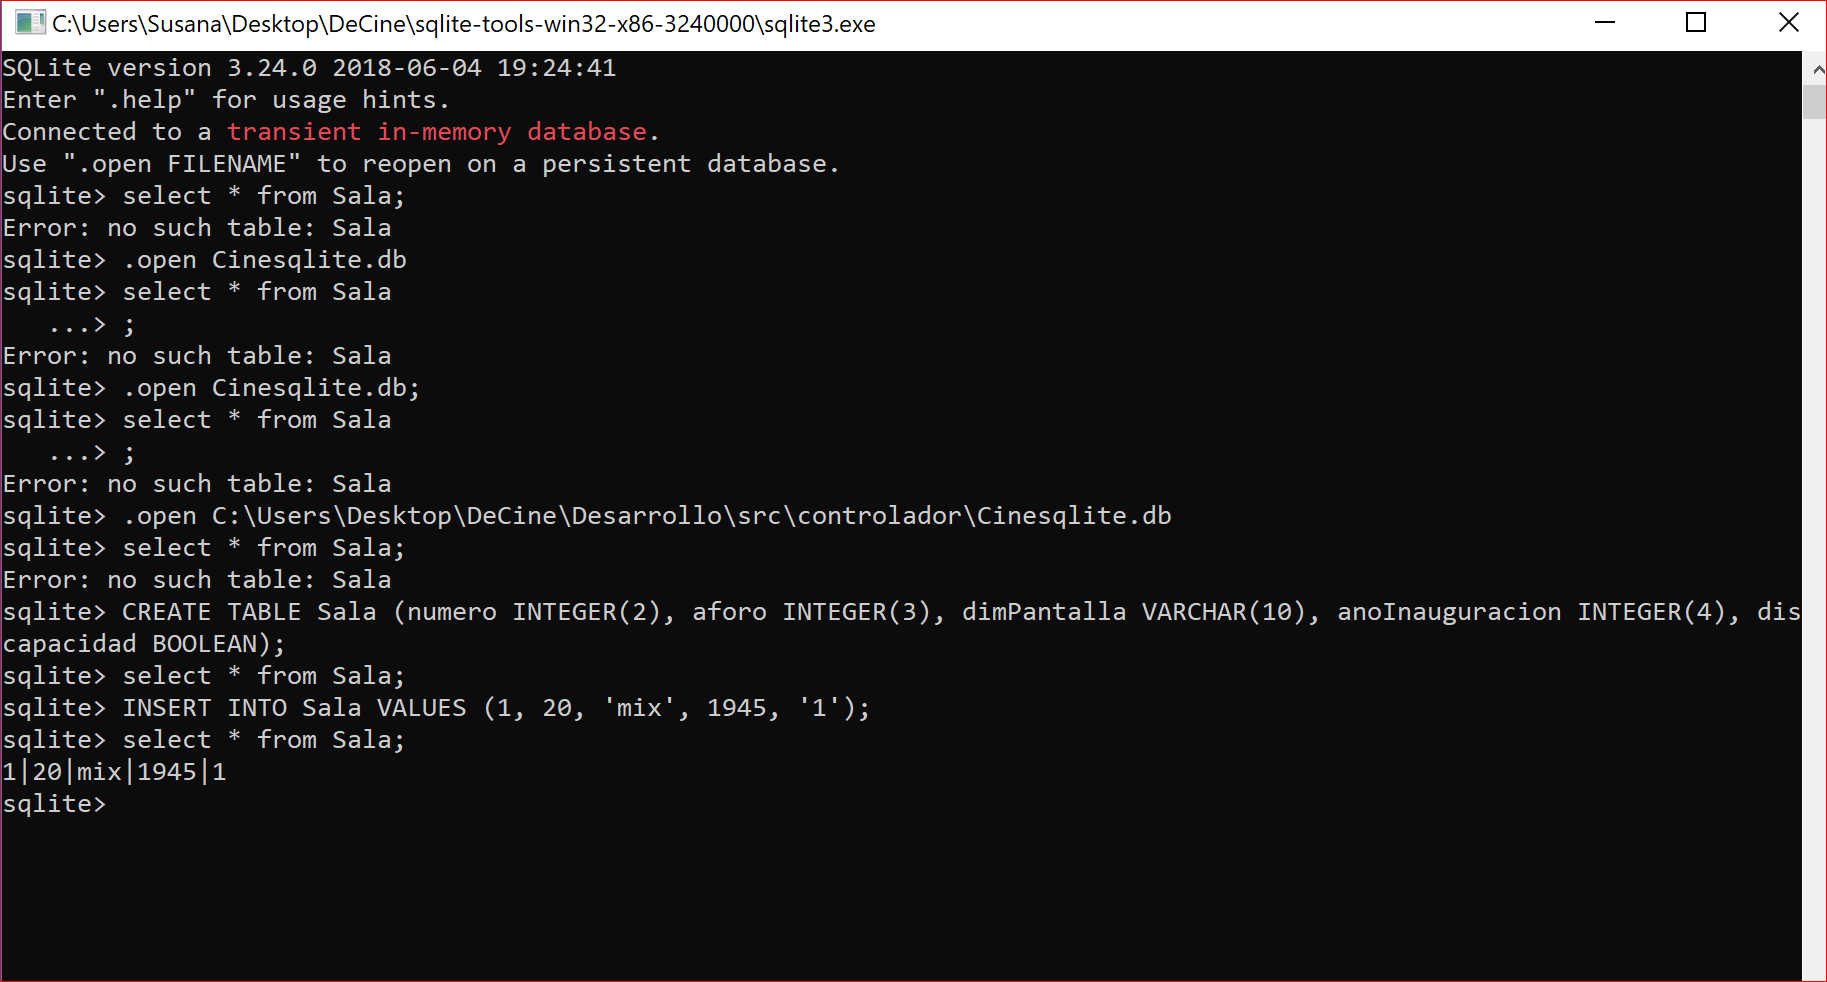 C:\Users\Susana\Desktop\DeCine\sqlite-tools-win32-x86-3240000\sqlite3.exe
SQLite version 3.24.0 2018-06-04 19:24:41
Enter ".help" for usage hints.
Connected to a transient in-memory database.
Use ".open FILENAME" to reopen on a persistent database.
sqlite> select * from Sala;
Error: no such table: Sala
sqlite> .open Cinesqlite.db
sqlite> select * from Sala
   ...> ;
Error: no such table: Sala
sqlite> .open Cinesqlite.db;
sqlite> select * from Sala
   ...> ;
Error: no such table: Sala
sqlite> .open C:\Users\Desktop\DeCine\Desarrollo\src\controlador\Cinesqlite.db
sqlite> select * from Sala;
Error: no such table: Sala
sqlite> CREATE TABLE Sala (numero INTEGER(2), aforo INTEGER(3), dimPantalla VARCHAR(10), anoInauguracion INTEGER(4), dis
capacidad BOOLEAN);
sqlite> select * from Sala;
sqlite> INSERT INTO Sala VALUES (1, 20, 'mix', 1945, '1');
sqlite> select * from Sala;
1|20|mix|1945|1
sqlite>